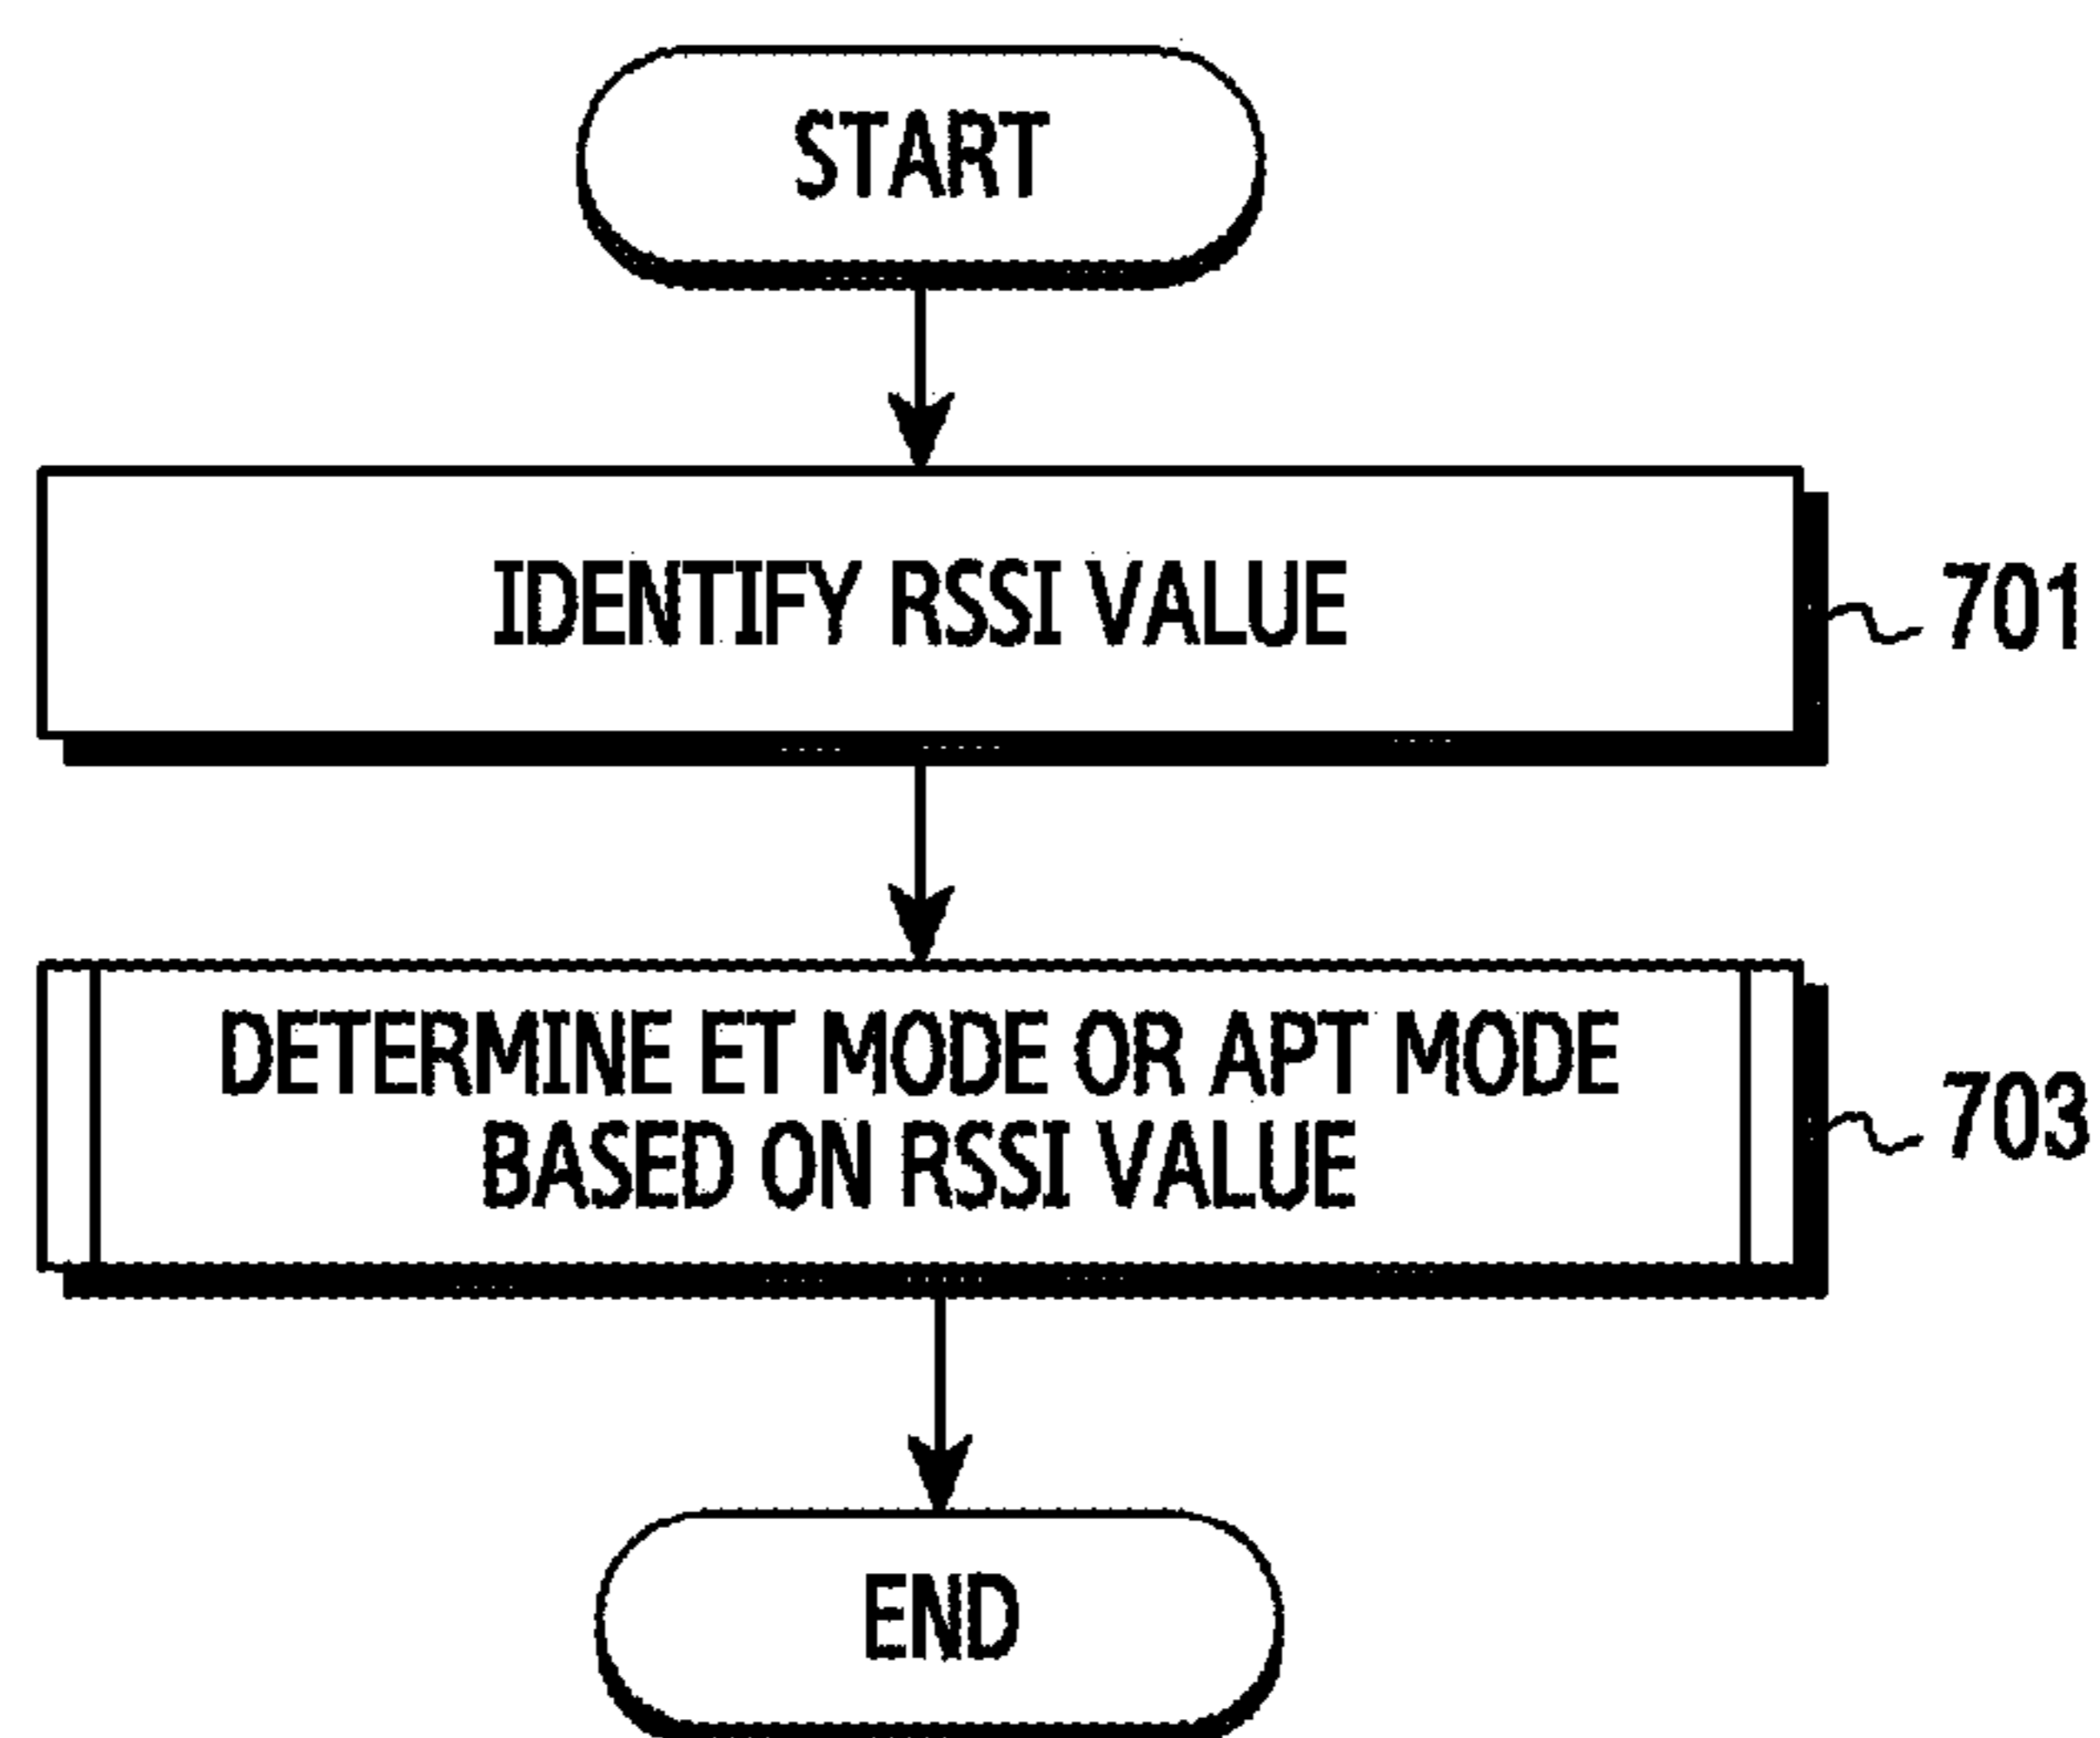 START
IDENTIFY RSSI VALUE
701
DETERMINE ET MODE OR APT MODE
BASED ON RSSI VALUE
703
END